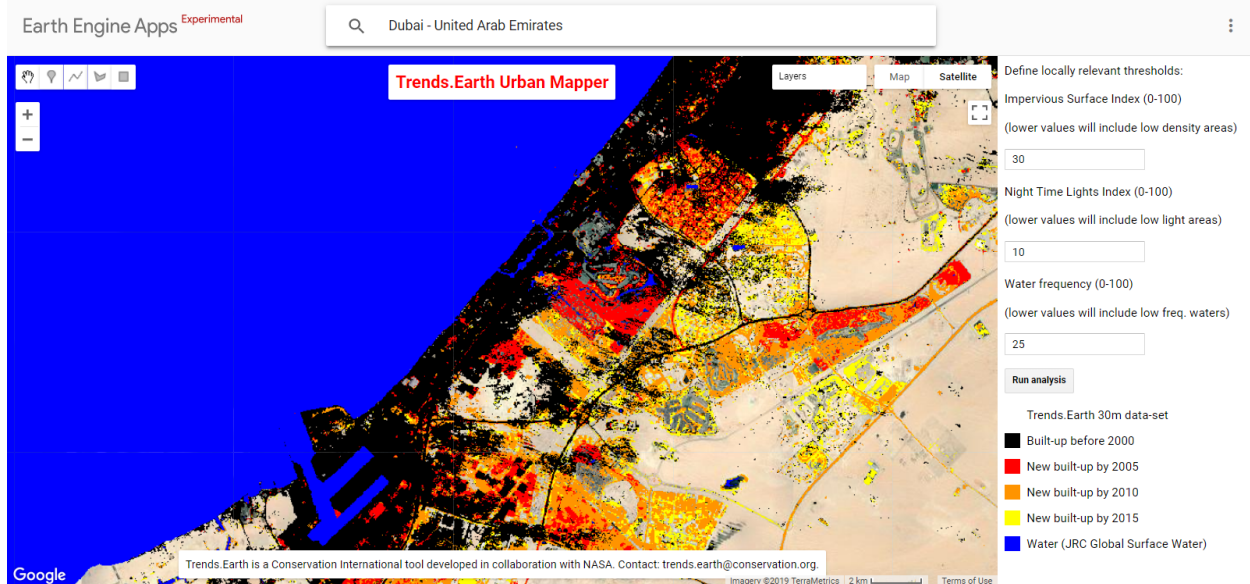 Earth Engine Apps Experimental
Dubai - United Arab Emirates
Trends.Earth Urban Mapper
Layers
Map
Satellite
+
−
Define locally relevant thresholds:
Impervious Surface Index (0-100)
(lower values will include low density areas)
30
Night Time Lights Index (0-100)
(lower values will include low light areas)
10
Water frequency (0-100)
(lower values will include low freq. waters)
25
Run analysis
Trends.Earth 30m data-set
Built-up before 2000
New built-up by 2005
New built-up by 2010
New built-up by 2015
Water (JRC Global Surface Water)
Trends.Earth is a Conservation International tool developed in collaboration with NASA. Contact: trends.earth@conservation.org.
Google
Imagery ©2019 TerraMetrics
2 km
Terms of Use